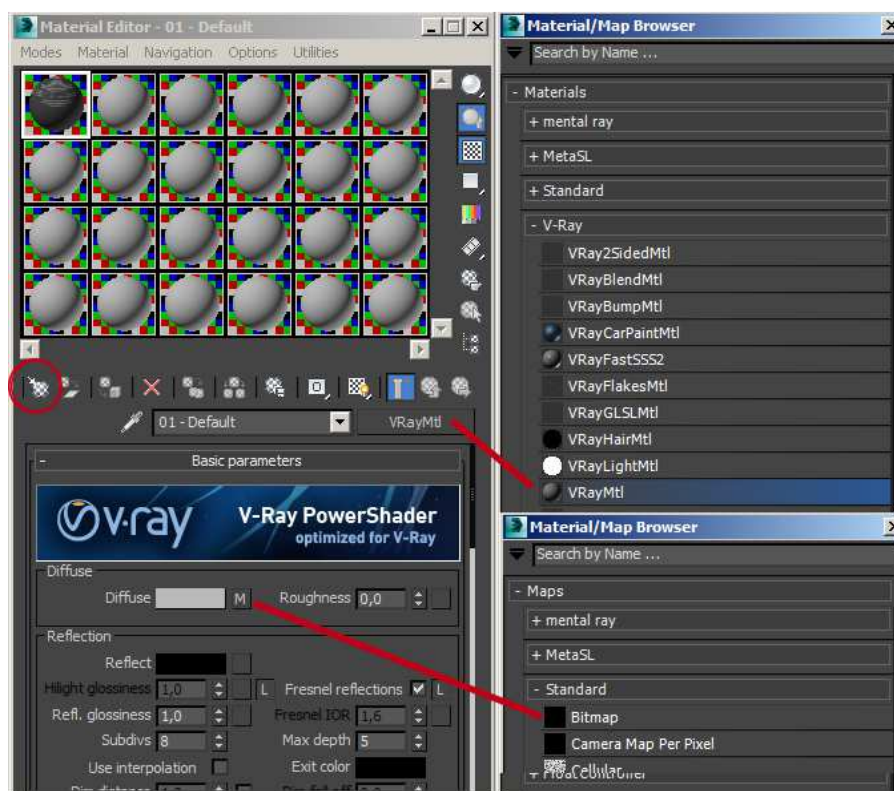 Material Editor - 01 - Default
Modes Material Navigation Options Utilities
01 - Default
VRayMtl
- Basic parameters
v·ray
V-Ray PowerShader
optimized for V-Ray
Diffuse
Diffuse M Roughness 0,0
Reflection
Reflect
Hilight glossiness 1,0 L Fresnel reflections L
Refl. glossiness 1,0 Fresnel IOR 1,6
Subdivs 8 Max depth 5
Use interpolation Exit color
Material/Map Browser
Search by Name ...
- Materials
+ mental ray
+ MetaSL
+ Standard
- V-Ray
VRay2SidedMtl
VRayBlendMtl
VRayBumpMtl
VRayCarPaintMtl
VRayFastSSS2
VRayFlakesMtl
VRayGLSLMtl
VRayHairMtl
VRayLightMtl
VRayMtl
Material/Map Browser
Search by Name ...
- Maps
+ mental ray
+ MetaSL
- Standard
Bitmap
Camera Map Per Pixel
Cellular